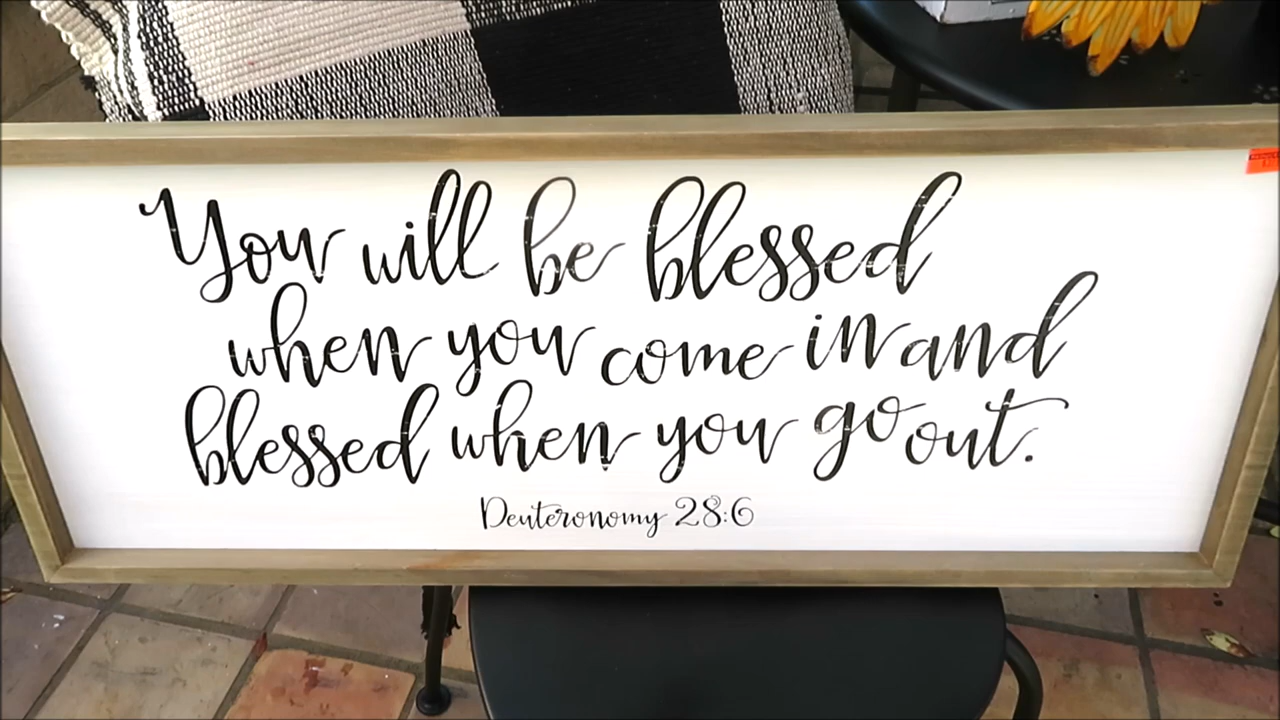 You will be blessed
when you come in and
blessed when you go out.
Deuteronomy 28:6